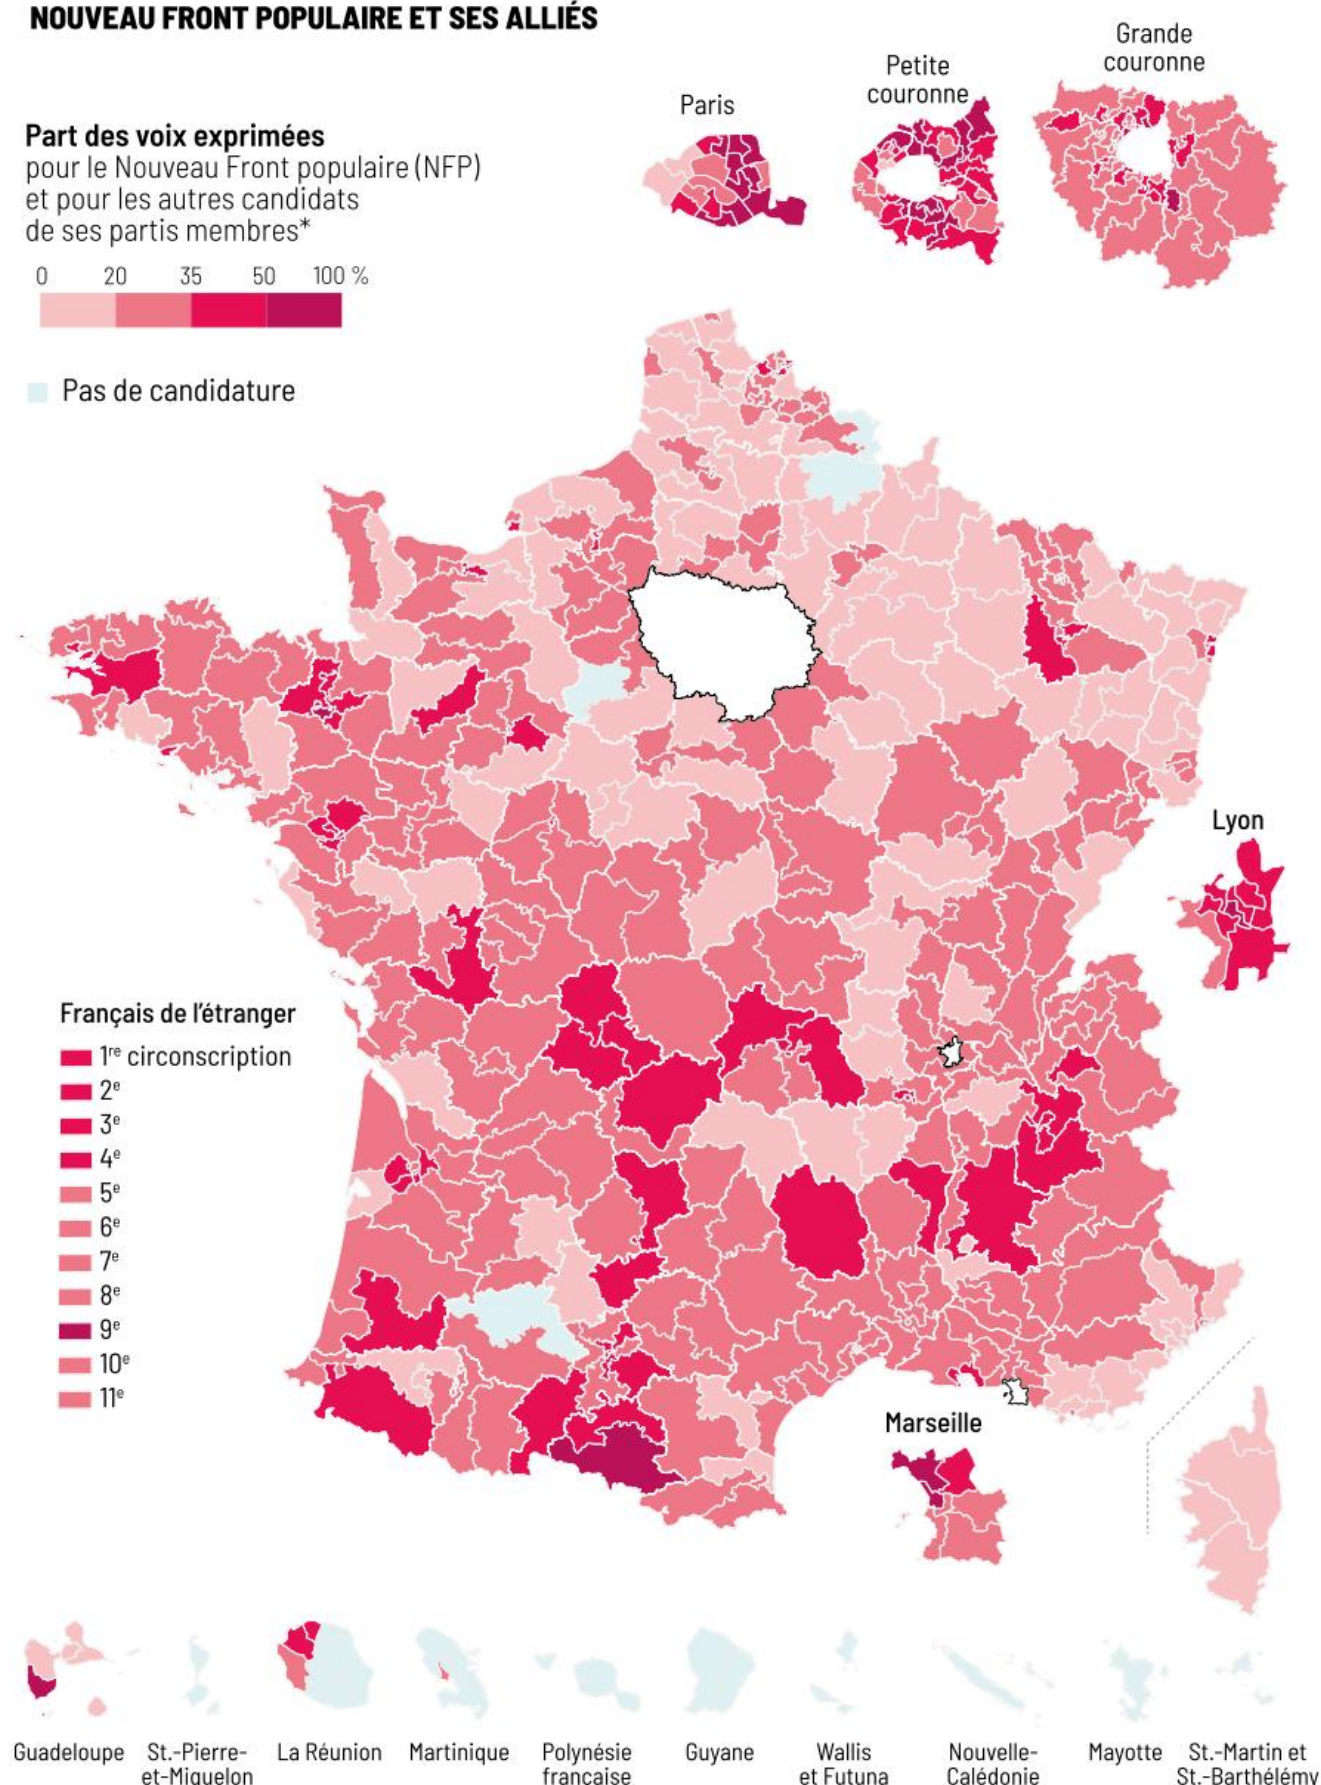 NOUVEAU FRONT POPULAIRE ET SES ALLIÉS
Grande
couronne
Petite
couronne
Paris
Part des voix exprimées
pour le Nouveau Front populaire (NFP)
et pour les autres candidats
de ses partis membres*
0 20 35 50 100 %
Pas de candidature
Lyon
Français de l'étranger
1re circonscription
2e
3e
4e
5e
6e
7e
8e
9e
10e
11e
Marseille
Guadeloupe
St.-Pierre-
et-Miquelon
La Réunion
Martinique
Polynésie
française
Guyane
Wallis
et Futuna
Nouvelle-
Calédonie
Mayotte
St.-Martin et
St.-Barthélémy